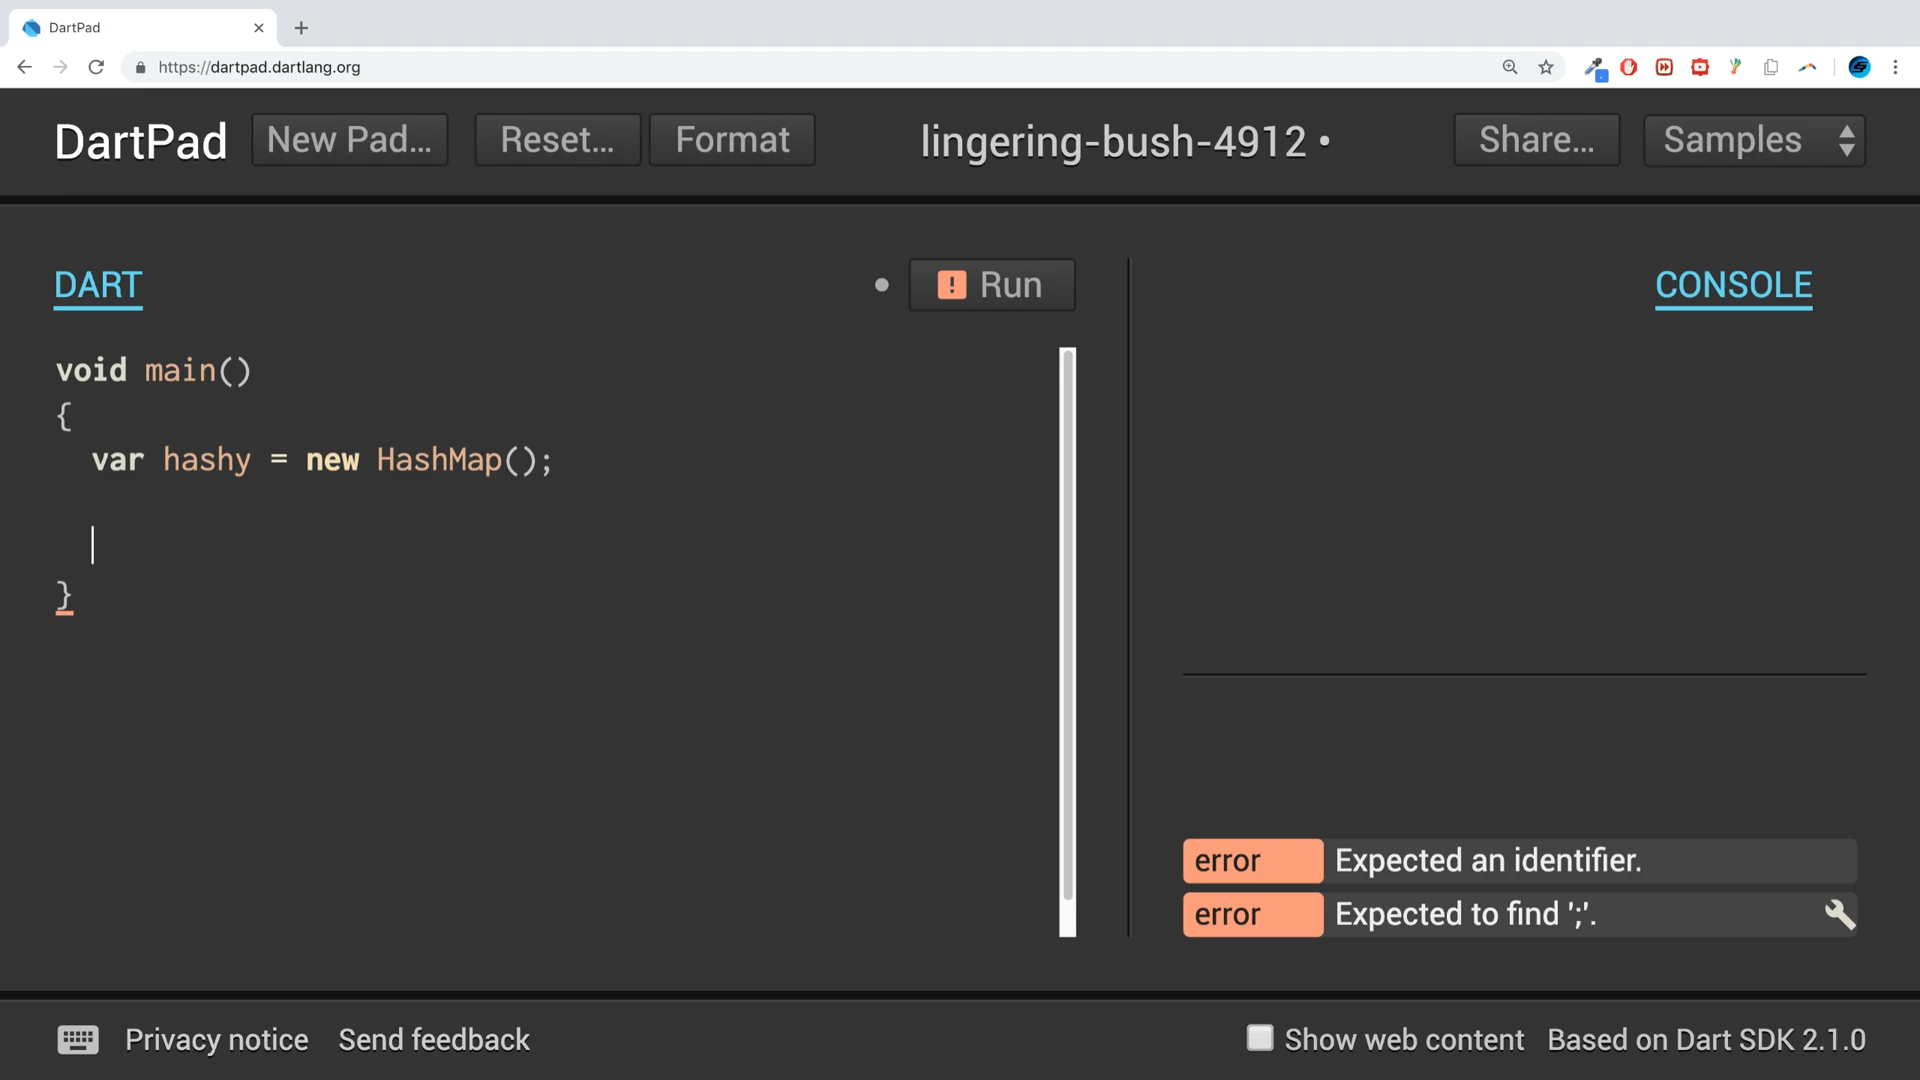 DartPad
https://dartpad.dartlang.org
DartPad New Pad... Reset... Format lingering-bush-4912 • Share... Samples
DART ! Run CONSOLE
void main()
{
var hashy = new HashMap();
}
error Expected an identifier.
error Expected to find ';'.
Privacy notice Send feedback Show web content Based on Dart SDK 2.1.0